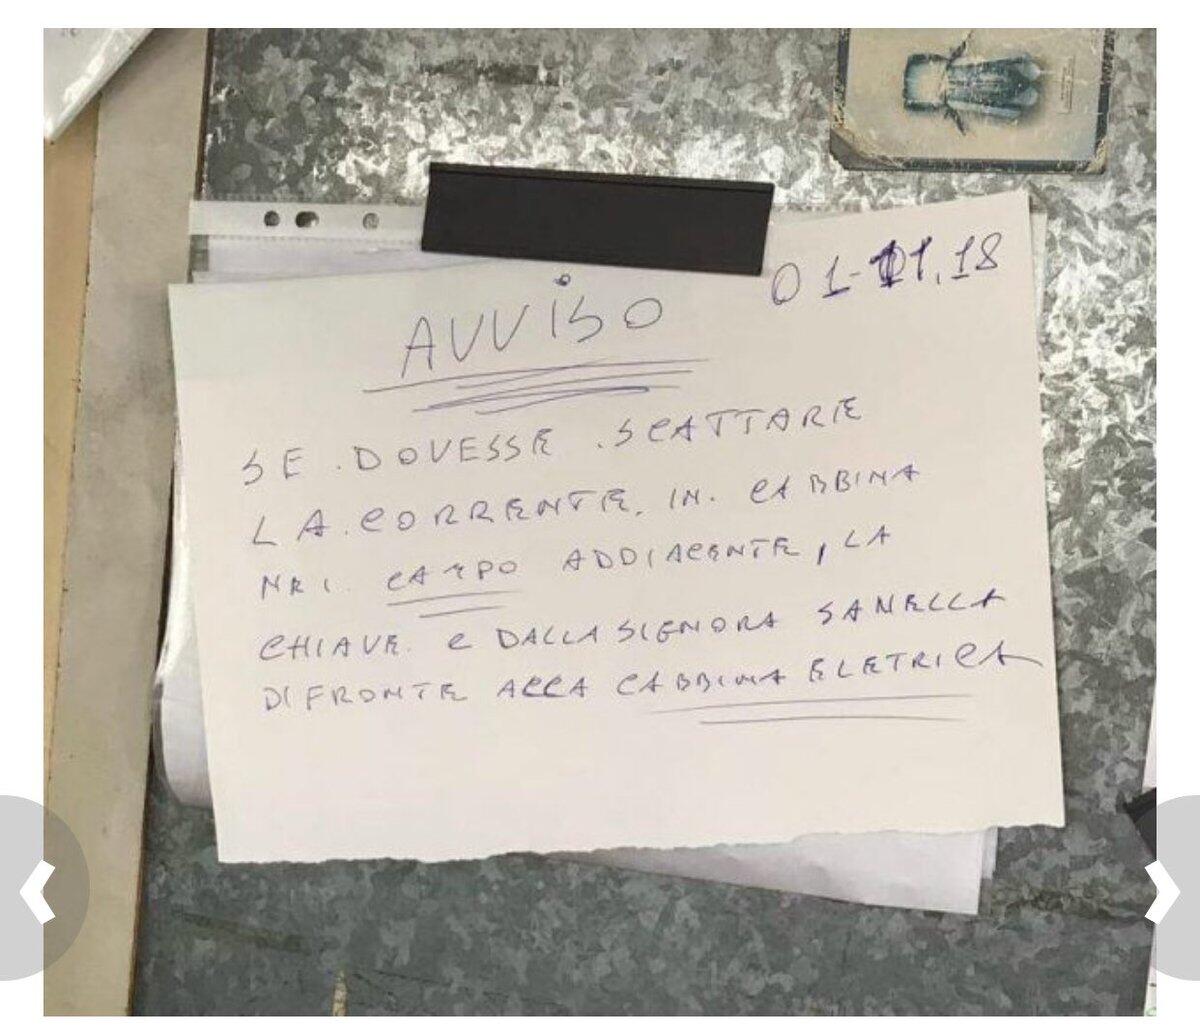 01-11.18
AVVISO
SE . DOVESSE . SCATTARE
LA . CORRENTE . IN . CABBINA
NEL . CAMPO ADDIACENTE , LA
CHIAVE . E DALLA SIGNORA SANELLA
DI FRONTE ALLA CABBINA ELETRICA